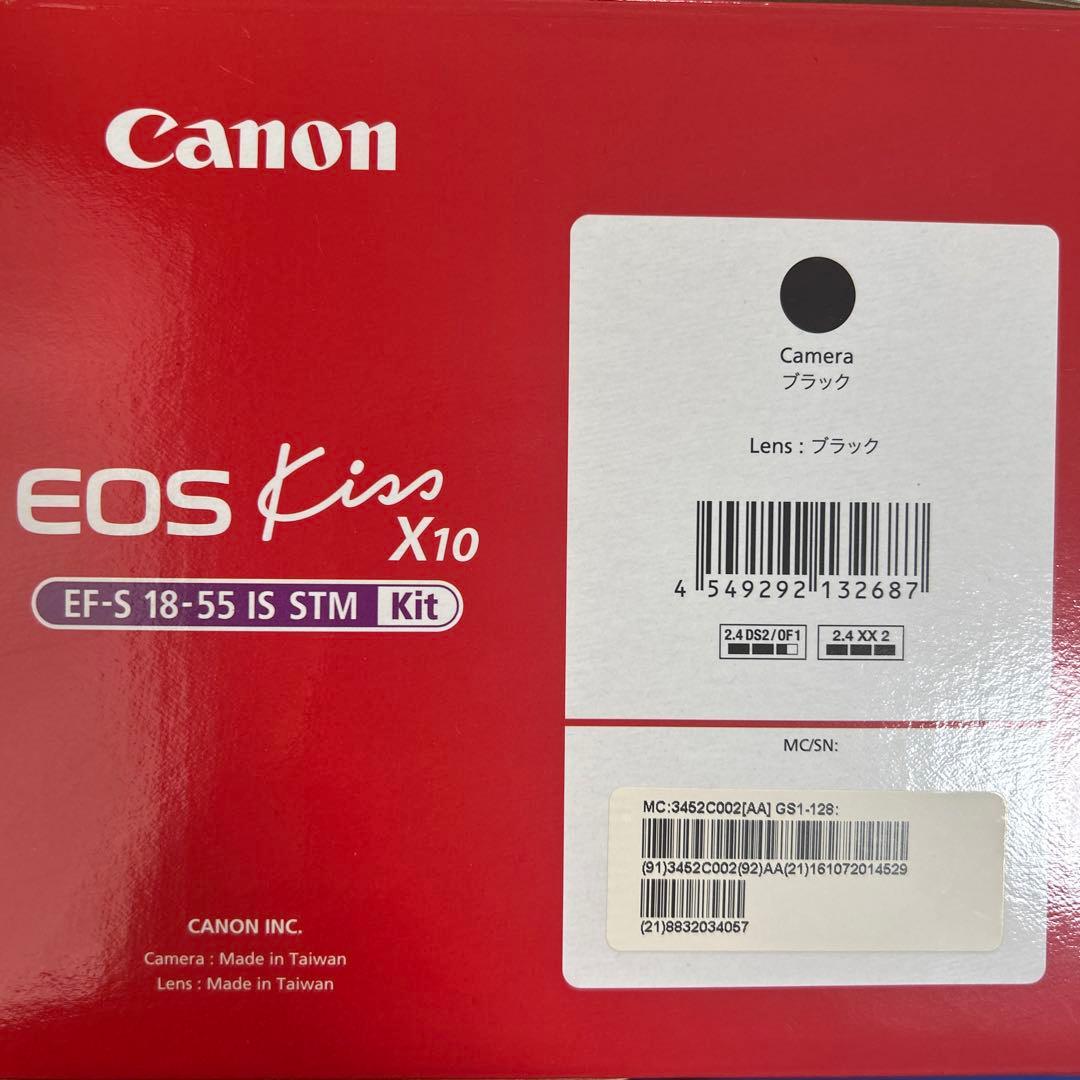 Canon
EOS Kiss
X10
EF-S 18-55 IS STM Kit
CANON INC.
Camera : Made in Taiwan
Lens : Made in Taiwan
Camera
ブラック
Lens : ブラック
4 549292 132687
2.4 DS2/OF1 2.4 XX 2
MC/SN:
MC:3452C002[AA] GS1-128:
(91)3452C002(92)AA(21)161072014529
(21)8832034057